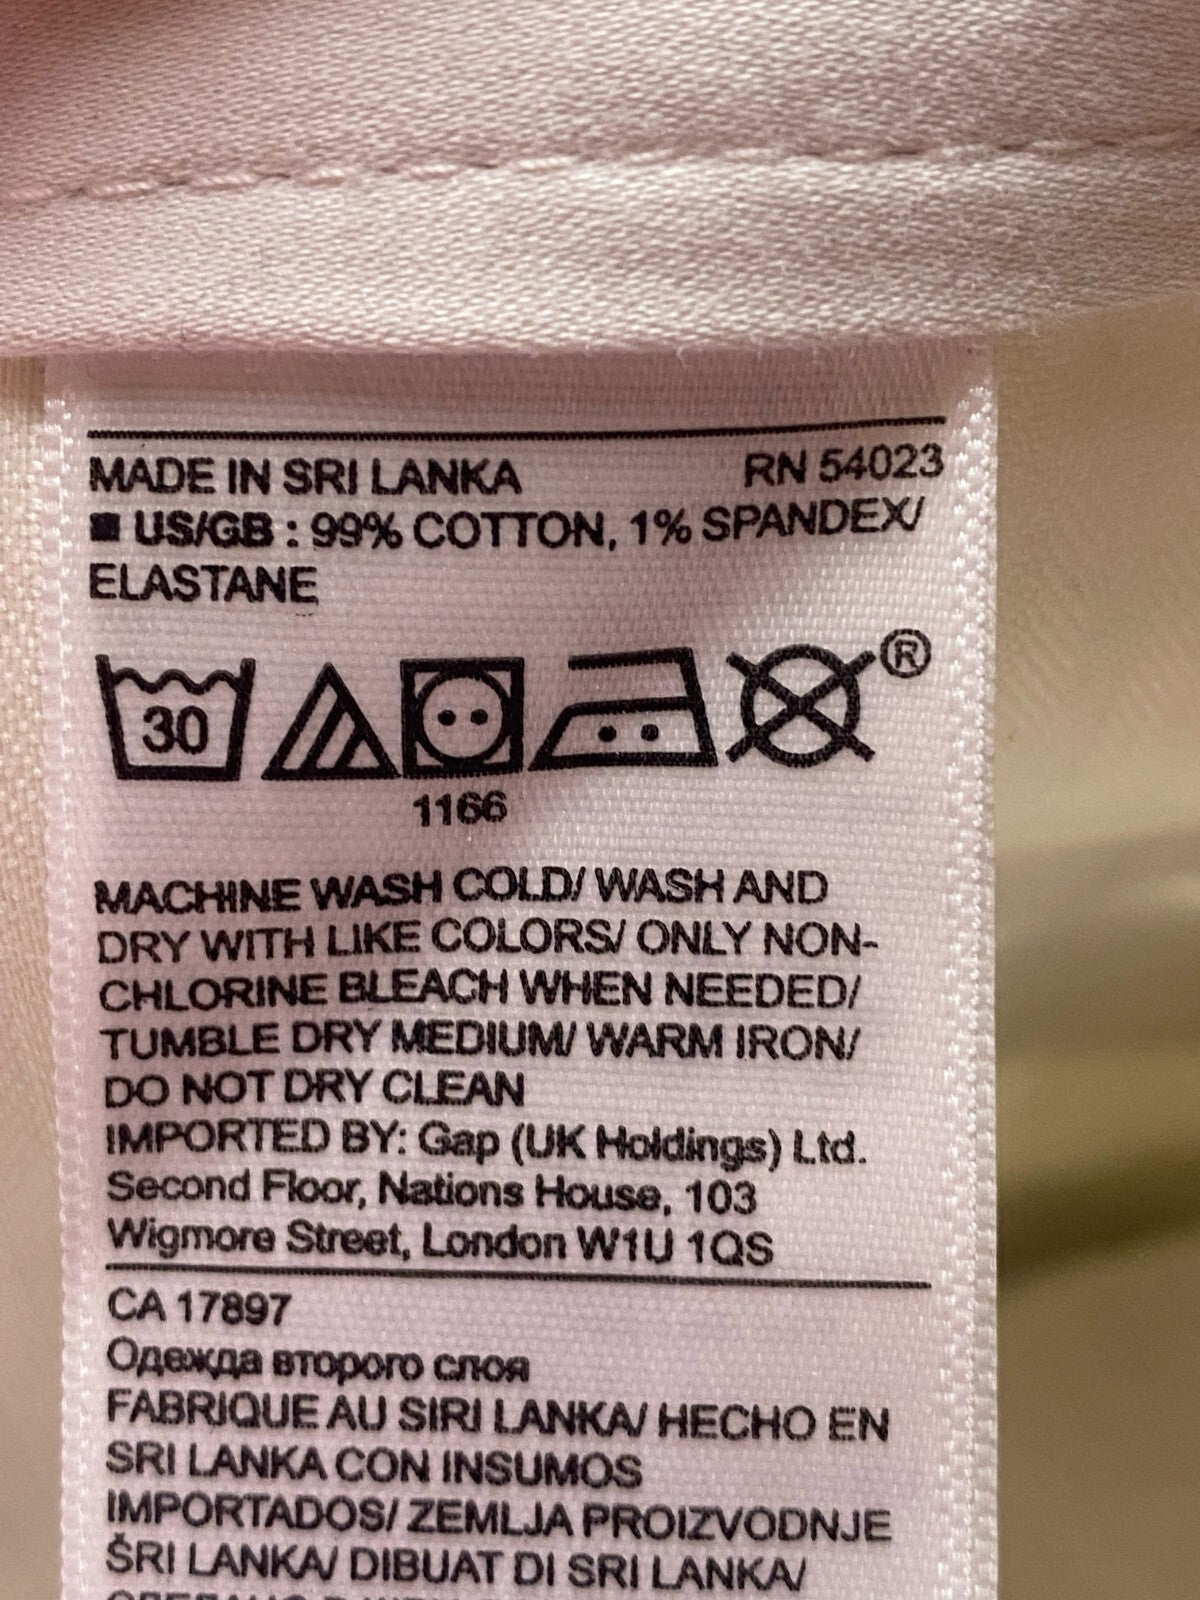 MADE IN SRI LANKA RN 54023
■ US/GB : 99% COTTON, 1% SPANDEX/
ELASTANE
30
®
1166
MACHINE WASH COLD/ WASH AND
DRY WITH LIKE COLORS/ ONLY NON-
CHLORINE BLEACH WHEN NEEDED/
TUMBLE DRY MEDIUM/ WARM IRON/
DO NOT DRY CLEAN
IMPORTED BY: Gap (UK Holdings) Ltd.
Second Floor, Nations House, 103
Wigmore Street, London W1U 1QS
CA 17897
Одежда второго слоя
FABRIQUE AU SIRI LANKA/ HECHO EN
SRI LANKA CON INSUMOS
IMPORTADOS/ ZEMLJA PROIZVODNJE
ŠRI LANKA/ DIBUAT DI SRI LANKA/